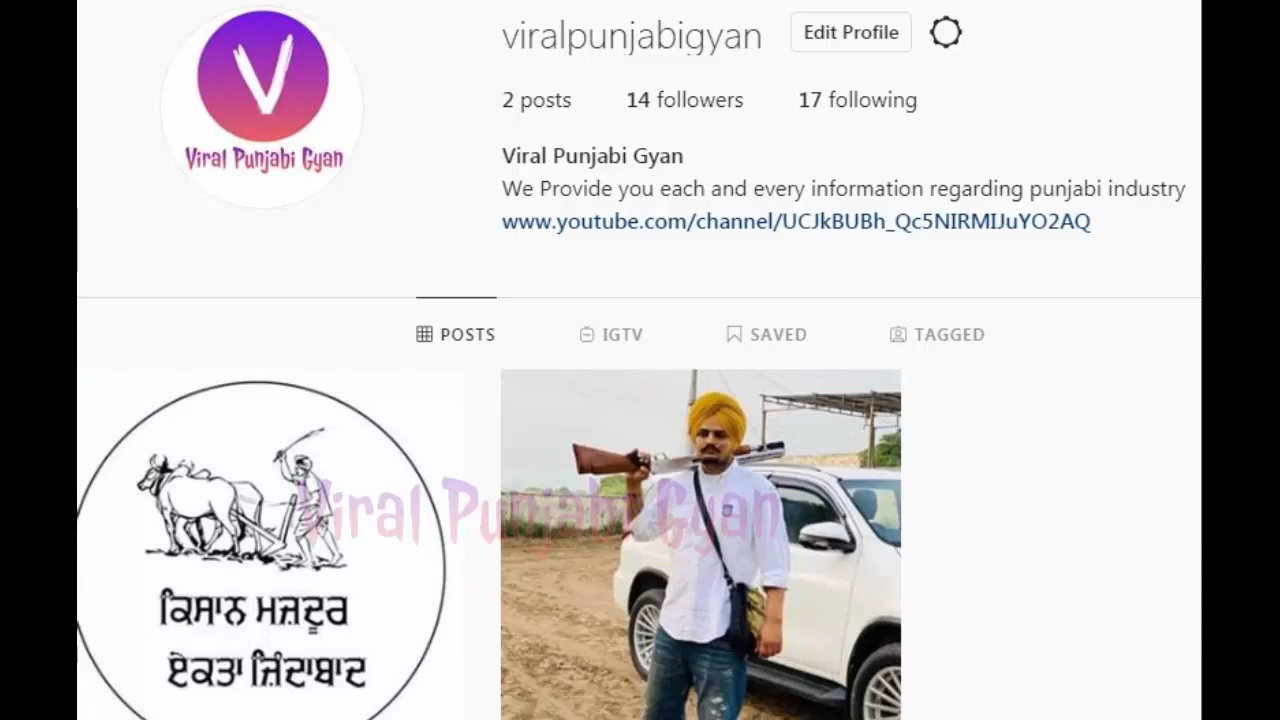 V
Viral Punjabi Gyan
viralpunjabigyan
Edit Profile
2 posts 14 followers 17 following
Viral Punjabi Gyan
We Provide you each and every information regarding punjabi industry
www.youtube.com/channel/UCJkBUBh_Qc5NIRMIJuYO2AQ
POSTS IGTV SAVED TAGGED
Viral Punjabi Gyan
ਕਿਸਾਨ ਮਜ਼ਦੂਰ
ਏਕਤਾ ਜ਼ਿੰਦਾਬਾਦ